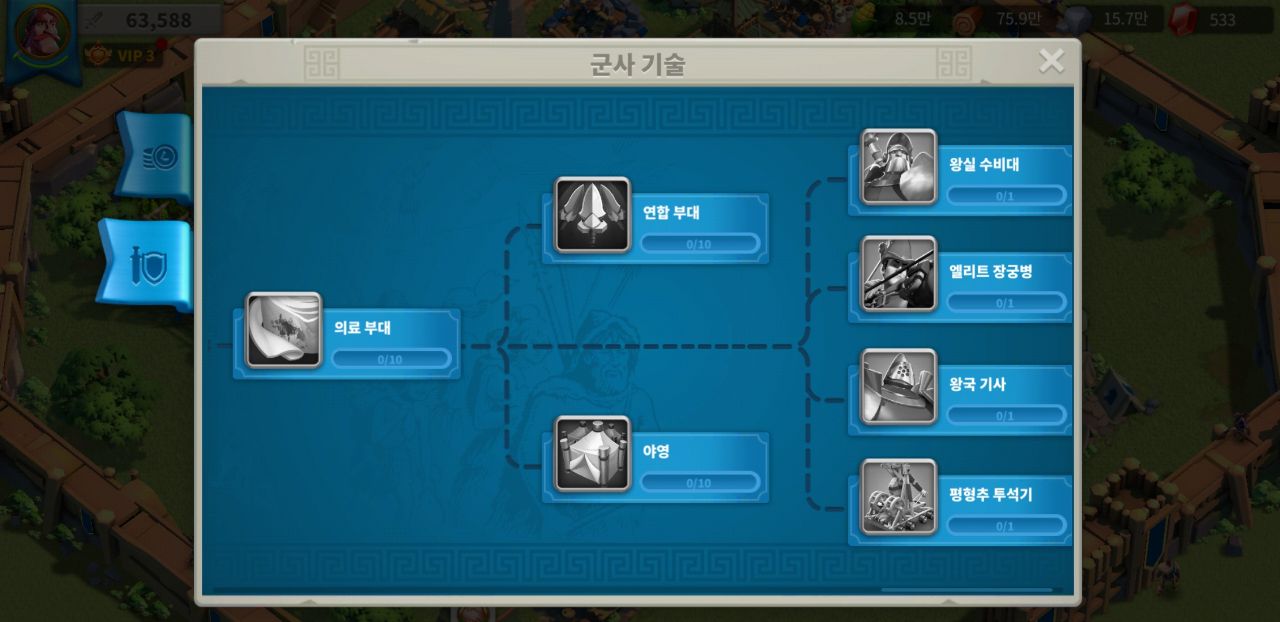 63,588
8.5만
75.9만
15.7만
533
VIP 3
군사 기술
왕실 수비대
0/1
연합 부대
0/10
엘리트 장궁병
0/1
의료 부대
0/10
왕국 기사
0/1
야영
0/10
평형추 투석기
0/1